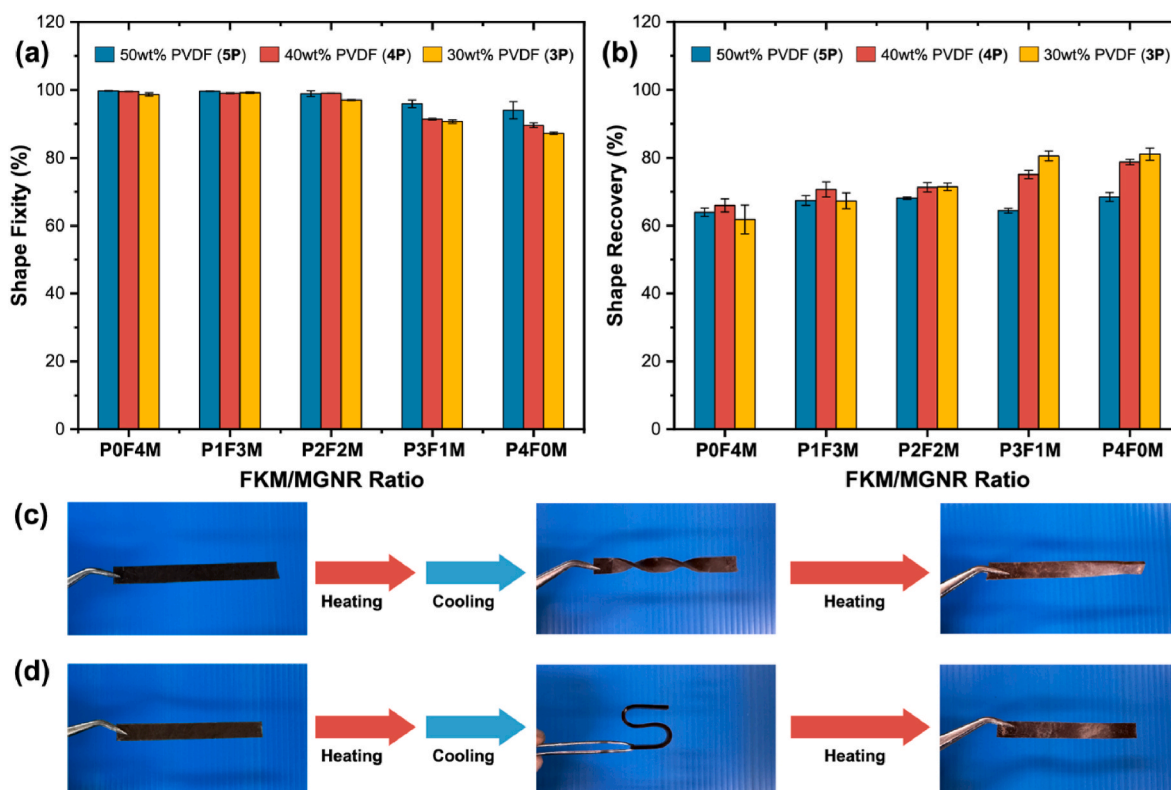 (a)
50wt% PVDF (5P) 40wt% PVDF (4P) 30wt% PVDF (3P)
Shape Fixity (%)
120
100
80
60
40
20
0
P0F4M P1F3M P2F2M P3F1M P4F0M
FKM/MGNR Ratio
(b)
50wt% PVDF (5P) 40wt% PVDF (4P) 30wt% PVDF (3P)
Shape Recovery (%)
120
100
80
60
40
20
0
P0F4M P1F3M P2F2M P3F1M P4F0M
FKM/MGNR Ratio
(c)
Heating Cooling Heating
(d)
Heating Cooling Heating